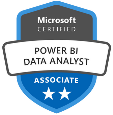 Microsoft
CERTIFIED
POWER BI
DATA ANALYST
ASSOCIATE